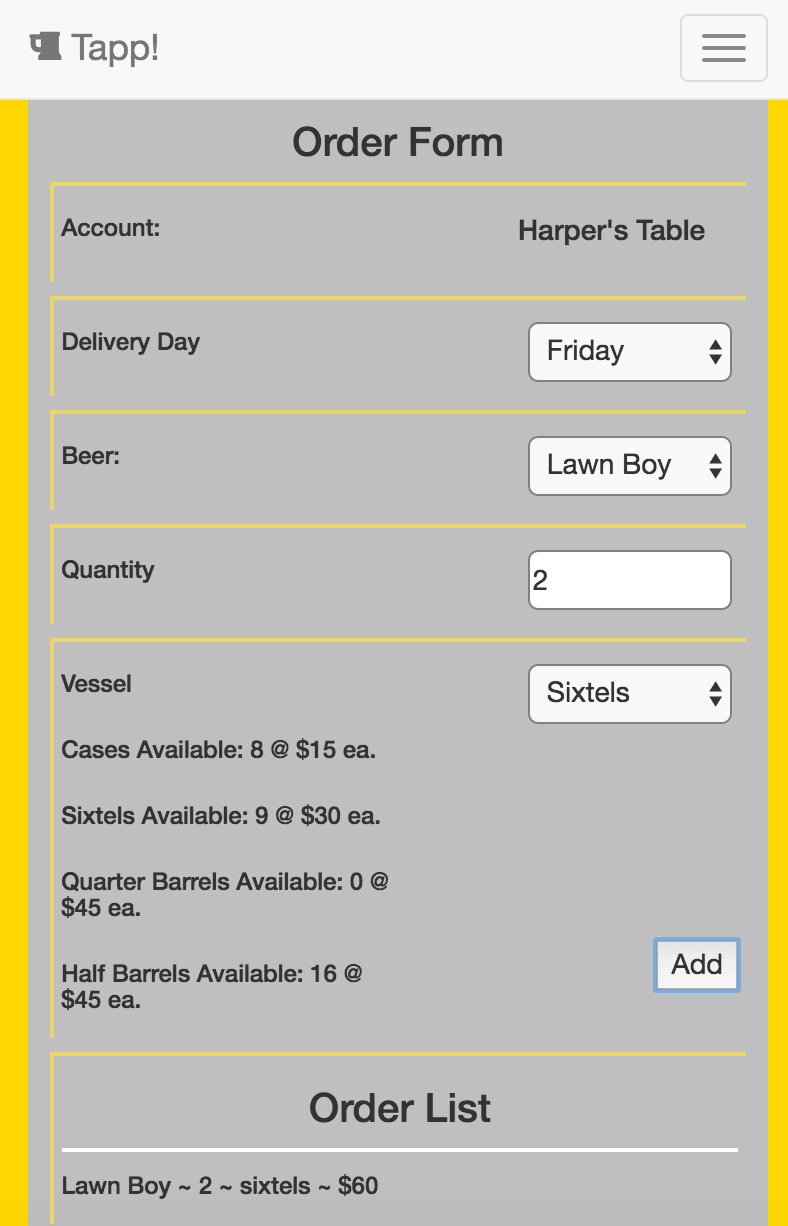 Tapp!
Order Form
Account:
Harper's Table
Delivery Day
Friday
Beer:
Lawn Boy
Quantity
2
Vessel
Sixtels
Cases Available: 8 @ $15 ea.
Sixtels Available: 9 @ $30 ea.
Quarter Barrels Available: 0 @
$45 ea.
Half Barrels Available: 16 @
$45 ea.
Add
Order List
Lawn Boy ~ 2 ~ sixtels ~ $60